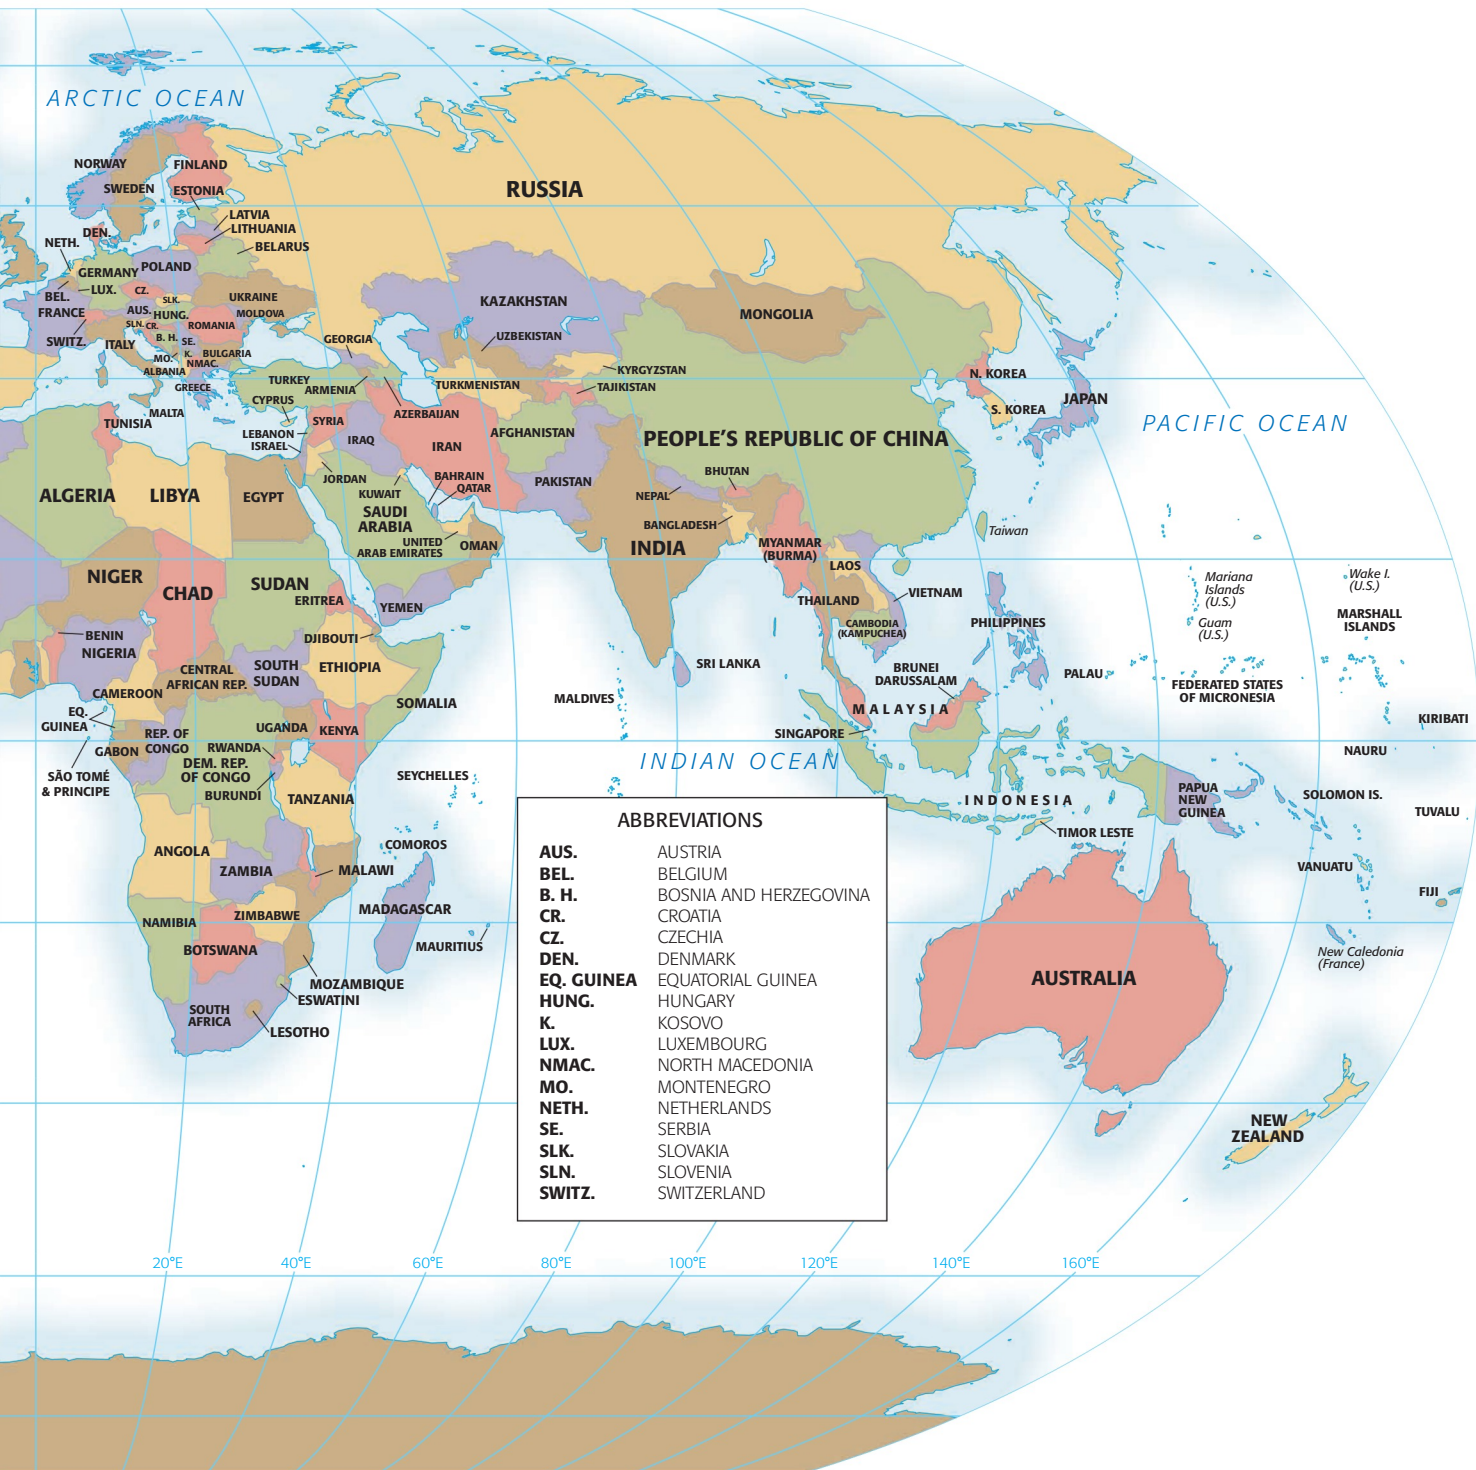 ARCTIC OCEAN
NORWAY
FINLAND
SWEDEN
ESTONIA
RUSSIA
LATVIA
LITHUANIA
DEN.
NETH.
BELARUS
GERMANY
POLAND
BEL.
LUX.
CZ.
SLK.
UKRAINE
FRANCE
AUS.
HUNG.
MOLDOVA
SLN.
CR.
ROMANIA
SWITZ.
ITALY
B. H.
SE.
MO.
K.
BULGARIA
NMAC.
ALBANIA
GREECE
GEORGIA
KAZAKHSTAN
MONGOLIA
UZBEKISTAN
KYRGYZSTAN
TAJIKISTAN
TURKMENISTAN
TURKEY
ARMENIA
AZERBAIJAN
CYPRUS
MALTA
TUNISIA
SYRIA
LEBANON
ISRAEL
IRAQ
IRAN
AFGHANISTAN
N. KOREA
S. KOREA
JAPAN
PACIFIC OCEAN
PEOPLE'S REPUBLIC OF CHINA
ALGERIA
LIBYA
EGYPT
JORDAN
KUWAIT
BAHRAIN
QATAR
SAUDI
ARABIA
UNITED
ARAB EMIRATES
OMAN
PAKISTAN
NEPAL
BHUTAN
BANGLADESH
INDIA
MYANMAR
(BURMA)
LAOS
Taiwan
NIGER
CHAD
SUDAN
ERITREA
YEMEN
THAILAND
VIETNAM
CAMBODIA
(KAMPUCHEA)
PHILIPPINES
Mariana
Islands
(U.S.)
Guam
(U.S.)
Wake I.
(U.S.)
MARSHALL
ISLANDS
BENIN
NIGERIA
DJIBOUTI
CENTRAL
AFRICAN REP.
SOUTH
SUDAN
ETHIOPIA
SOMALIA
SRI LANKA
MALDIVES
BRUNEI
DARUSSALAM
MALAYSIA
SINGAPORE
PALAU
FEDERATED STATES
OF MICRONESIA
KIRIBATI
NAURU
CAMEROON
EQ.
GUINEA
GABON
REP. OF
CONGO
UGANDA
KENYA
RWANDA
DEM. REP.
OF CONGO
BURUNDI
SÃO TOMÉ
& PRINCIPE
TANZANIA
SEYCHELLES
INDIAN OCEAN
INDONESIA
PAPUA
NEW
GUINEA
SOLOMON IS.
TUVALU
TIMOR LESTE
ANGOLA
ZAMBIA
MALAWI
COMOROS
VANUATU
FIJI
NAMIBIA
ZIMBABWE
BOTSWANA
MADAGASCAR
MAURITIUS
MOZAMBIQUE
ESWATINI
SOUTH
AFRICA
LESOTHO
New Caledonia
(France)
AUSTRALIA
NEW
ZEALAND
ABBREVIATIONS
AUS. AUSTRIA
BEL. BELGIUM
B. H. BOSNIA AND HERZEGOVINA
CR. CROATIA
CZ. CZECHIA
DEN. DENMARK
EQ. GUINEA EQUATORIAL GUINEA
HUNG. HUNGARY
K. KOSOVO
LUX. LUXEMBOURG
NMAC. NORTH MACEDONIA
MO. MONTENEGRO
NETH. NETHERLANDS
SE. SERBIA
SLK. SLOVAKIA
SLN. SLOVENIA
SWITZ. SWITZERLAND
20°E 40°E 60°E 80°E 100°E 120°E 140°E 160°E